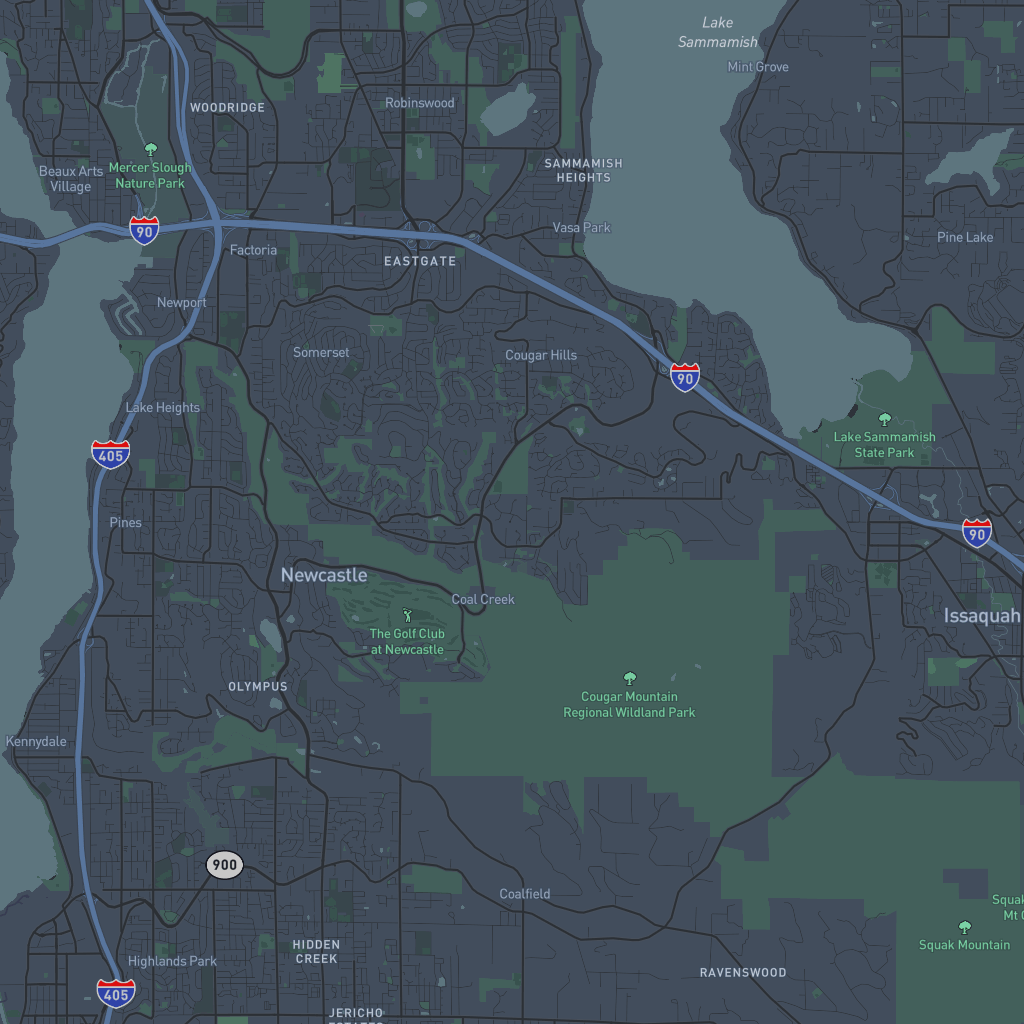 Lake
Sammamish
Mint Grove
WOODRIDGE
Robinswood
Beaux Arts
Village
Mercer Slough
Nature Park
SAMMAMISH
HEIGHTS
90
Factoria
EASTGATE
Vasa Park
Pine Lake
Newport
Somerset
Cougar Hills
90
Lake Heights
405
Lake Sammamish
State Park
Pines
90
Newcastle
Coal Creek
Issaquah
The Golf Club
at Newcastle
OLYMPUS
Cougar Mountain
Regional Wildland Park
Kennydale
900
Coalfield
Squak
Mt
Squak Mountain
HIDDEN
CREEK
Highlands Park
RAVENSWOOD
405
JERICHO